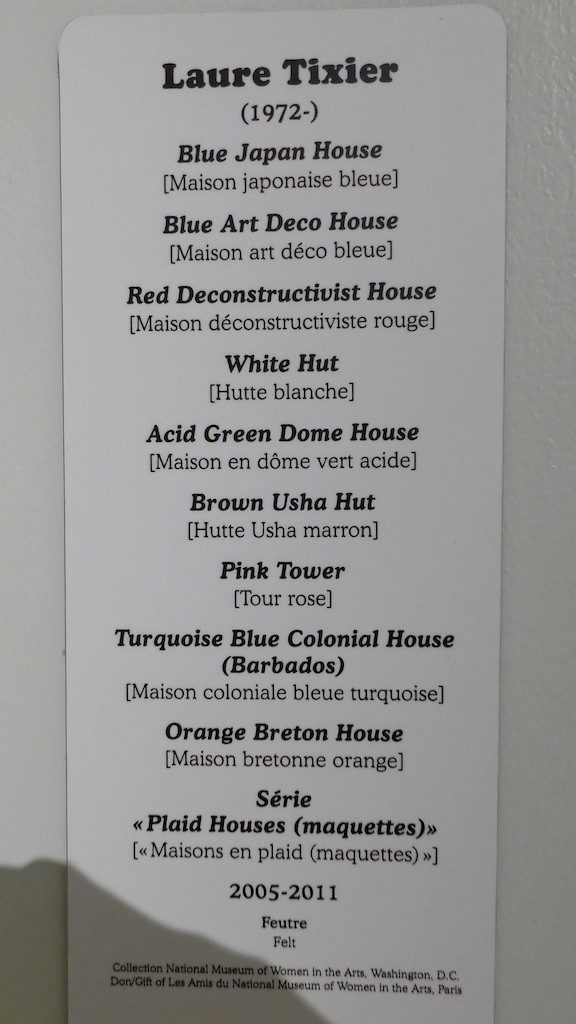 Laure Tixier
(1972-)
Blue Japan House
[Maison japonaise bleue]
Blue Art Deco House
[Maison art déco bleue]
Red Deconstructivist House
[Maison déconstructiviste rouge]
White Hut
[Hutte blanche]
Acid Green Dome House
[Maison en dôme vert acide]
Brown Usha Hut
[Hutte Usha marron]
Pink Tower
[Tour rose]
Turquoise Blue Colonial House
(Barbados)
[Maison coloniale bleue turquoise]
Orange Breton House
[Maison bretonne orange]
Série
«Plaid Houses (maquettes)»
[«Maisons en plaid (maquettes)»]
2005-2011
Feutre
Felt
Collection National Museum of Women in the Arts, Washington, D.C.
Don/Gift of Les Amis du National Museum of Women in the Arts, Paris